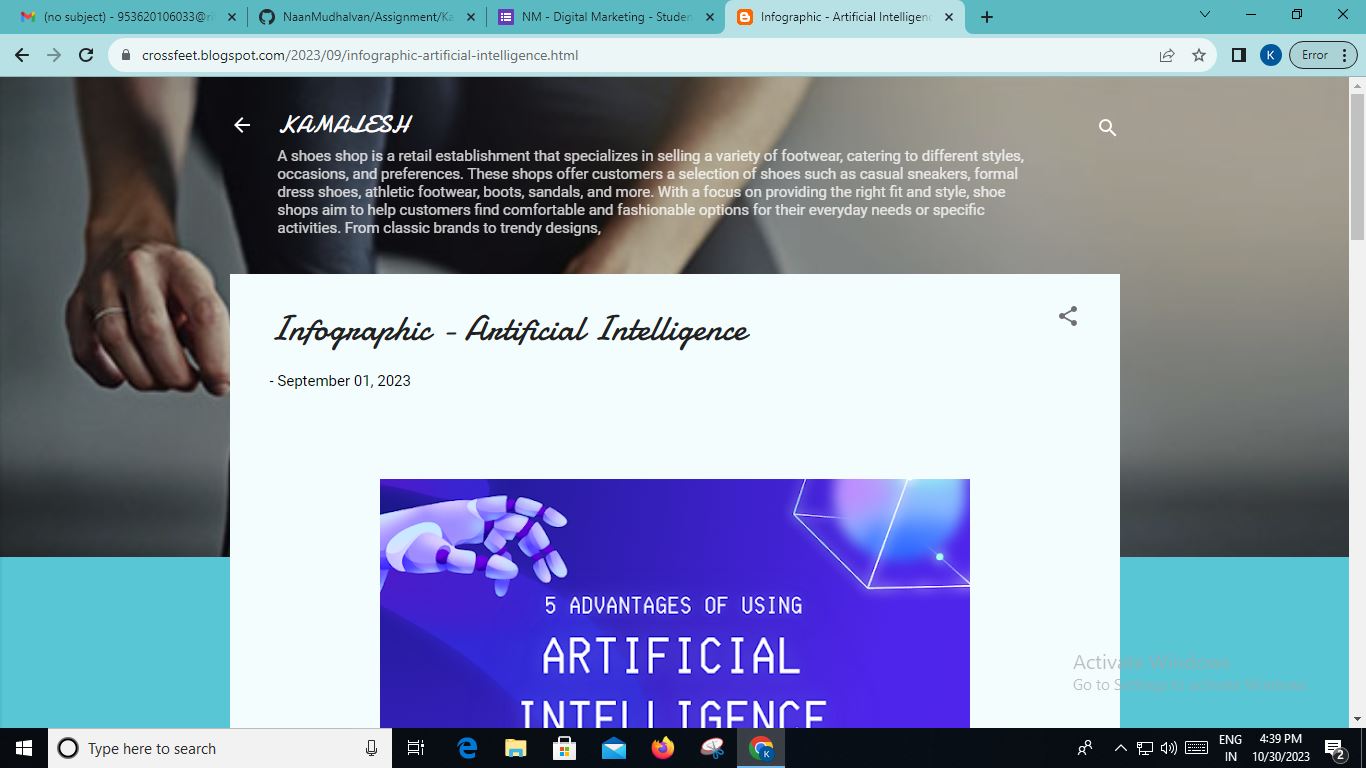 (no subject) - 953620106033@ri
NaanMudhalvan/Assignment/Ka
NM - Digital Marketing - Studen
Infographic - Artificial Intelligenc
crossfeet.blogspot.com/2023/09/infographic-artificial-intelligence.html
K
Error
KAMALESH
A shoes shop is a retail establishment that specializes in selling a variety of footwear, catering to different styles,
occasions, and preferences. These shops offer customers a selection of shoes such as casual sneakers, formal
dress shoes, athletic footwear, boots, sandals, and more. With a focus on providing the right fit and style, shoe
shops aim to help customers find comfortable and fashionable options for their everyday needs or specific
activities. From classic brands to trendy designs,
Infographic - Artificial Intelligence
- September 01, 2023
5 ADVANTAGES OF USING
ARTIFICIAL
INTELLIGENCE
Activate Windows
Go to Settings to activate Windows.
Type here to search
K
ENG
IN
4:39 PM
10/30/2023
2